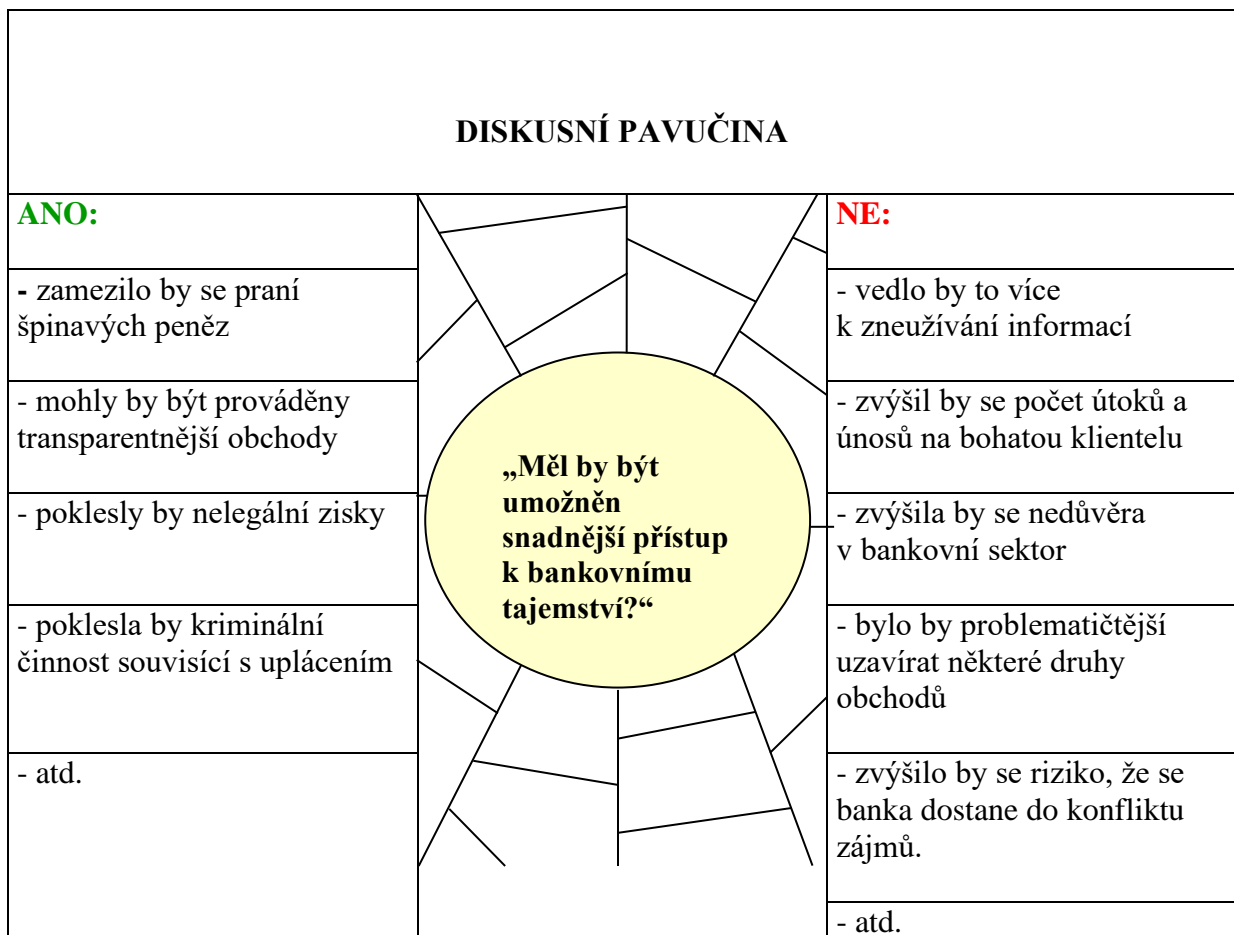 DISKUSNÍ PAVUČINA
ANO:
- zamezilo by se praní
špinavých peněz
- mohly by být prováděny
transparentnější obchody
- poklesly by nelegální zisky
- poklesla by kriminální
činnost souvisící s uplácením
- atd.
„Měl by být
umožněn
snadnější přístup
k bankovnímu
tajemství?“
NE:
- vedlo by to více
k zneužívání informací
- zvýšil by se počet útoků a
únosů na bohatou klientelu
- zvýšila by se nedůvěra
v bankovní sektor
- bylo by problematičtější
uzavírat některé druhy
obchodů
- zvýšilo by se riziko, že se
banka dostane do konfliktu
zájmů.
- atd.